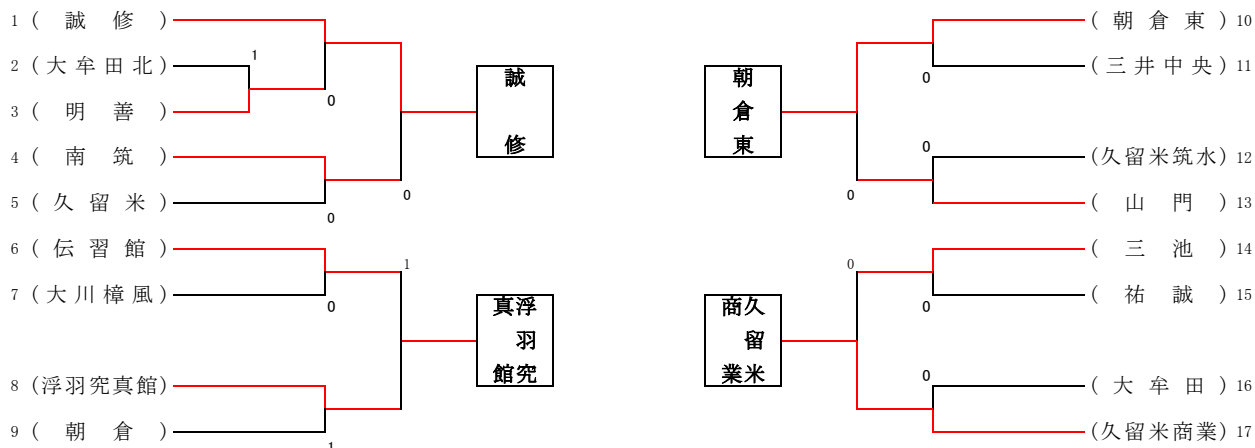 1 ( 誠 修 )
2 (大牟田北)
3 ( 明 善 )
4 ( 南 筑 )
5 ( 久 留 米 )
6 ( 伝 習 館 )
7 (大川樟風)
8 (浮羽究真館)
9 ( 朝 倉 )
1
0
0
0
0
1
0
1
誠修
浮羽究真館
朝倉東
久留米商業
( 朝 倉 東 ) 10
(三井中央) 11
(久留米筑水) 12
( 山 門 ) 13
( 三 池 ) 14
( 祐 誠 ) 15
( 大 牟 田 ) 16
(久留米商業) 17
0
0
0
0
0
0